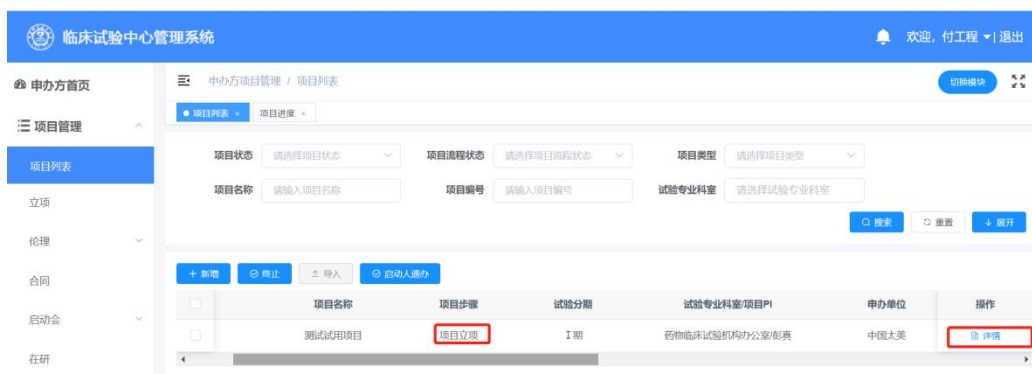 临床试验中心管理系统
欢迎, 付工程 | 退出
申办方首页
申办方项目管理 / 项目列表
切换模块
项目列表 ×
项目进度 ×
项目管理
项目列表
立项
伦理
合同
启动会
在研
项目状态 请选择项目状态
项目流程状态 请选择项目流程状态
项目类型 请选择项目类型
项目名称 请输入项目名称
项目编号 请输入项目编号
试验专业科室 请选择试验专业科室
搜索
重置
展开
+ 新增
终止
导入
启动人遗办
项目名称 项目步骤 试验分期 试验专业科室/项目PI 申办单位 操作
测试试用项目 项目立项 I 期 药物临床试验机构办公室/彭真 中国太美 详情